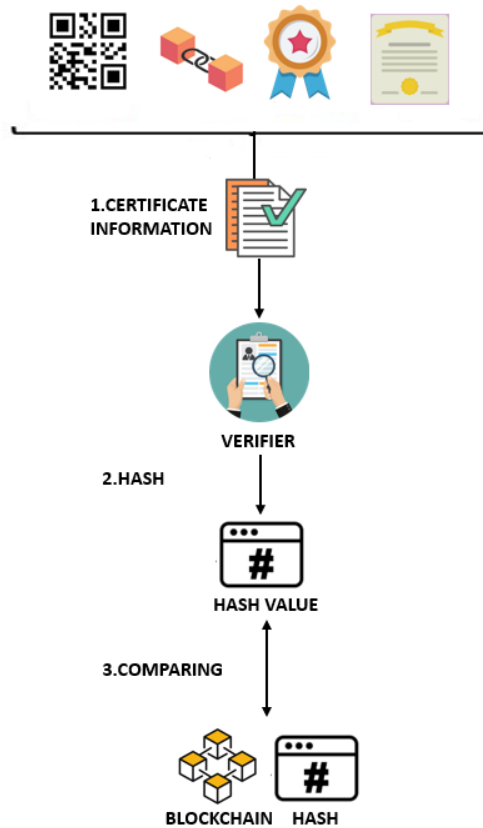 1.CERTIFICATE
INFORMATION
VERIFIER
2.HASH
#
HASH VALUE
3.COMPARING
#
BLOCKCHAIN HASH